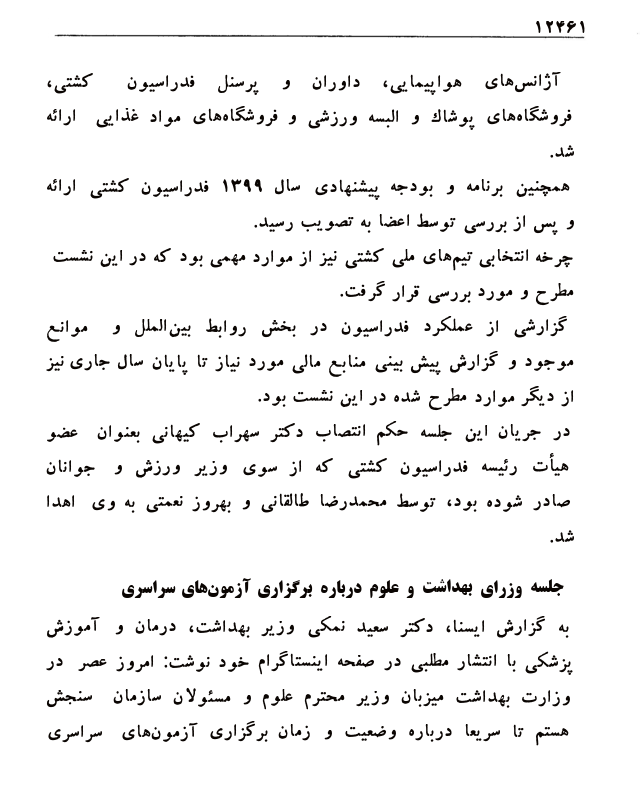 ۱۲۴۶۱
آژانس‌های هواپیمایی، داوران و پرسنل فدراسیون کشتی،
فروشگاه‌های پوشاك و البسه ورزشی و فروشگاه‌های مواد غذایی ارائه
شد.
همچنین برنامه و بودجه پیشنهادی سال ۱۳۹۹ فدراسیون کشتی ارائه
و پس از بررسی توسط اعضا به تصویب رسید.
چرخه انتخابی تیم‌های ملی کشتی نیز از موارد مهمی بود که در این نشست
مطرح و مورد بررسی قرار گرفت.
گزارشی از عملکرد فدراسیون در بخش روابط بین‌الملل و موانع
موجود و گزارش پیش بینی منابع مالی مورد نیاز تا پایان سال جاری نیز
از دیگر موارد مطرح شده در این نشست بود.
در جریان این جلسه حکم انتصاب دکتر سهراب کیهانی بعنوان عضو
هیأت رئیسه فدراسیون کشتی که از سوی وزیر ورزش و جوانان
صادر شوده بود، توسط محمدرضا طالقانی و بهروز نعمتی به وی اهدا
شد.
جلسه وزرای بهداشت و علوم درباره برگزاری آزمون‌های سراسری
به گزارش ایسنا، دکتر سعید نمکی وزیر بهداشت، درمان و آموزش
پزشکی با انتشار مطلبی در صفحه اینستاگرام خود نوشت: امروز عصر در
وزارت بهداشت میزبان وزیر محترم علوم و مسئولان سازمان سنجش
هستم تا سریعا درباره وضعیت و زمان برگزاری آزمون‌های سراسری